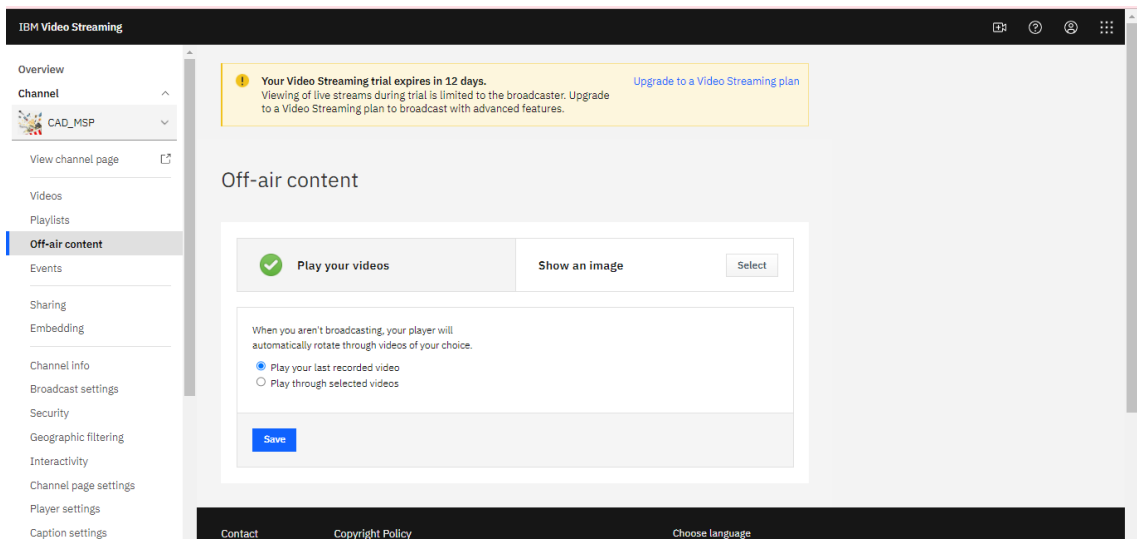 IBM Video Streaming
Overview
Channel
CAD_MSP
View channel page
Videos
Playlists
Off-air content
Events
Sharing
Embedding
Channel info
Broadcast settings
Security
Geographic filtering
Interactivity
Channel page settings
Player settings
Caption settings
Your Video Streaming trial expires in 12 days.
Viewing of live streams during trial is limited to the broadcaster. Upgrade
to a Video Streaming plan to broadcast with advanced features.
Upgrade to a Video Streaming plan
Off-air content
Play your videos
Show an image
Select
When you aren't broadcasting, your player will
automatically rotate through videos of your choice.
Play your last recorded video
Play through selected videos
Save
Contact
Copyright Policy
Choose language